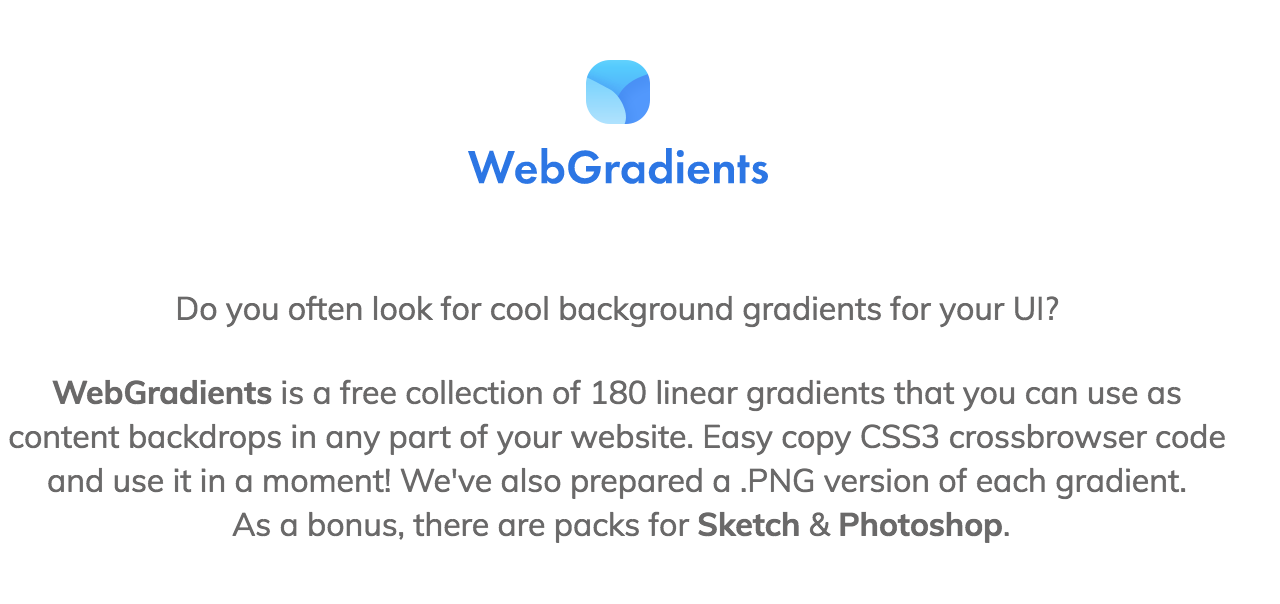 WebGradients
Do you often look for cool background gradients for your UI?
WebGradients is a free collection of 180 linear gradients that you can use as
content backdrops in any part of your website. Easy copy CSS3 crossbrowser code
and use it in a moment! We've also prepared a .PNG version of each gradient.
As a bonus, there are packs for Sketch & Photoshop.